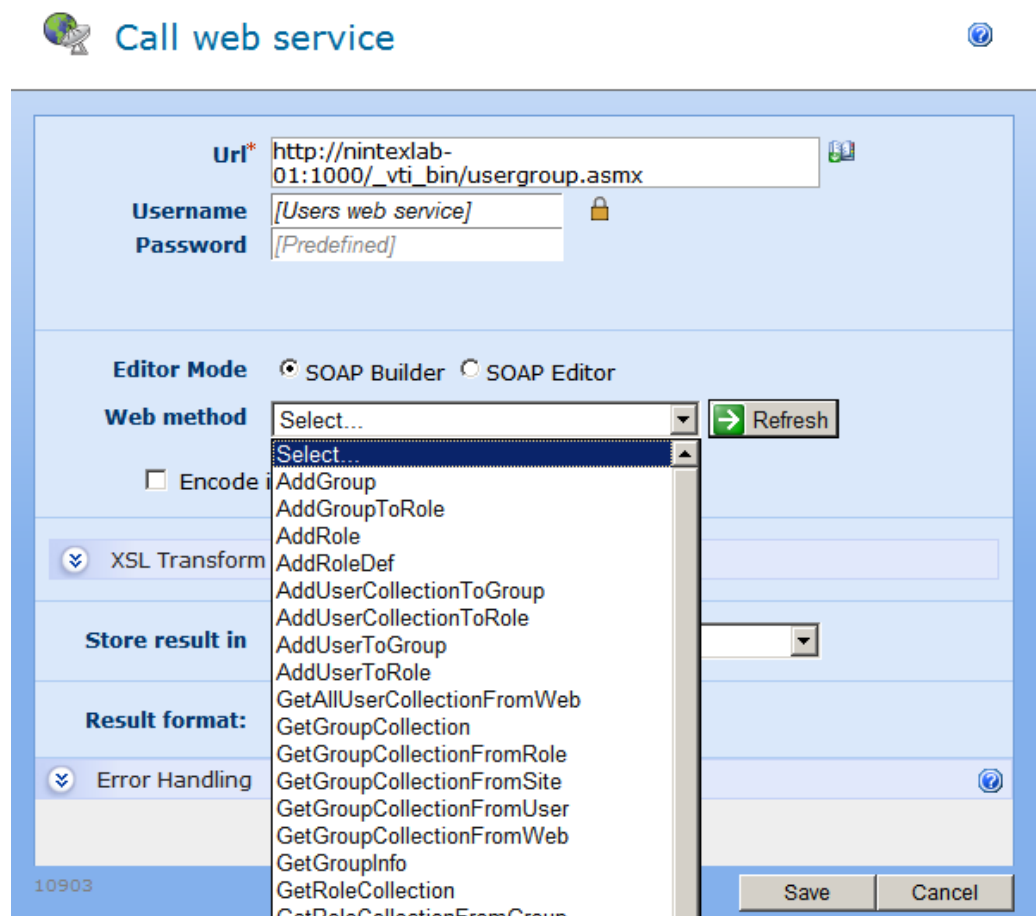 Call web service
Url*
http://nintexlab-
01:1000/_vti_bin/usergroup.asmx
Username
[Users web service]
Password
[Predefined]
Editor Mode
SOAP Builder
SOAP Editor
Web method
Select...
Refresh
Select...
Encode i
AddGroup
AddGroupToRole
AddRole
XSL Transform
AddRoleDef
AddUserCollectionToGroup
AddUserCollectionToRole
Store result in
AddUserToGroup
AddUserToRole
GetAllUserCollectionFromWeb
Result format:
GetGroupCollection
GetGroupCollectionFromRole
Error Handling
GetGroupCollectionFromSite
GetGroupCollectionFromUser
GetGroupCollectionFromWeb
GetGroupInfo
10903
GetRoleCollection
Save
Cancel
GetRoleCollectionFromGroup